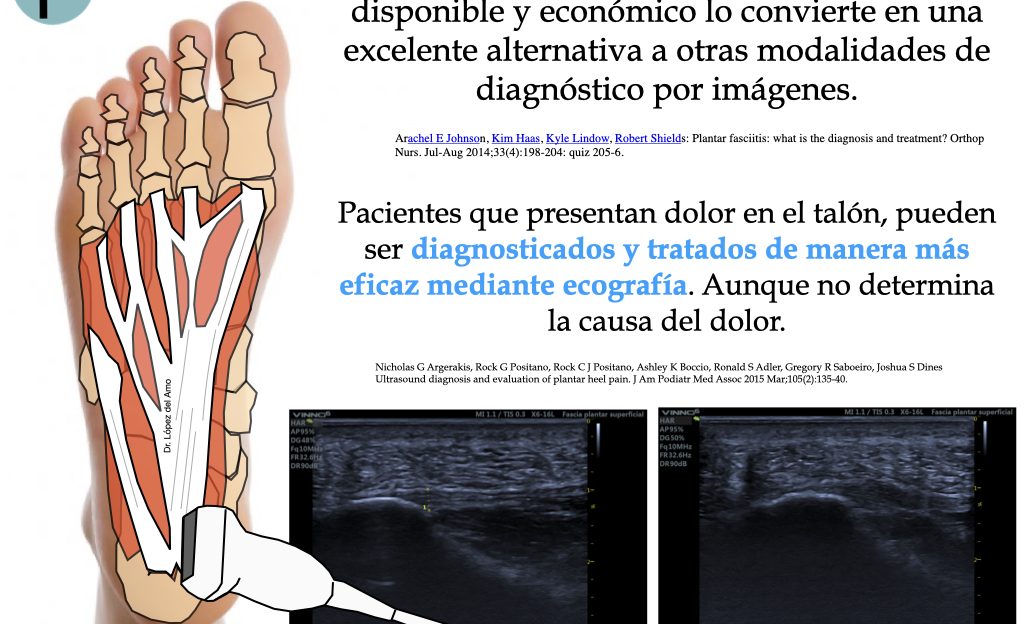 disponible y económico lo convierte en una
excelente alternativa a otras modalidades de
diagnóstico por imágenes.
Arachel E Johnson, Kim Haas, Kyle Lindow, Robert Shields: Plantar fasciitis: what is the diagnosis and treatment? Orthop
Nurs. Jul-Aug 2014;33(4):198-204: quiz 205-6.
Pacientes que presentan dolor en el talón, pueden
ser diagnosticados y tratados de manera más
eficaz mediante ecografía. Aunque no determina
la causa del dolor.
Nicholas G Argerakis, Rock G Positano, Rock C J Positano, Ashley K Boccio, Ronald S Adler, Gregory R Saboeiro, Joshua S Dines
Ultrasound diagnosis and evaluation of plantar heel pain. J Am Podiatr Med Assoc 2015 Mar;105(2):135-40.
Dr. López del Amo
VINNO6 MI 1.1 / TIS 0.3 X6-16L Fascia plantar superficial
HAR
AP95%
DG48%
Fq10MHz
FR32.6Hz
DR90dB
1
1
2
VINNO6 MI 1.1 / TIS 0.3 X6-16L Fascia plantar superficial
HAR
AP95%
DG50%
Fq10MHz
FR32.6Hz
DR90dB
1
2